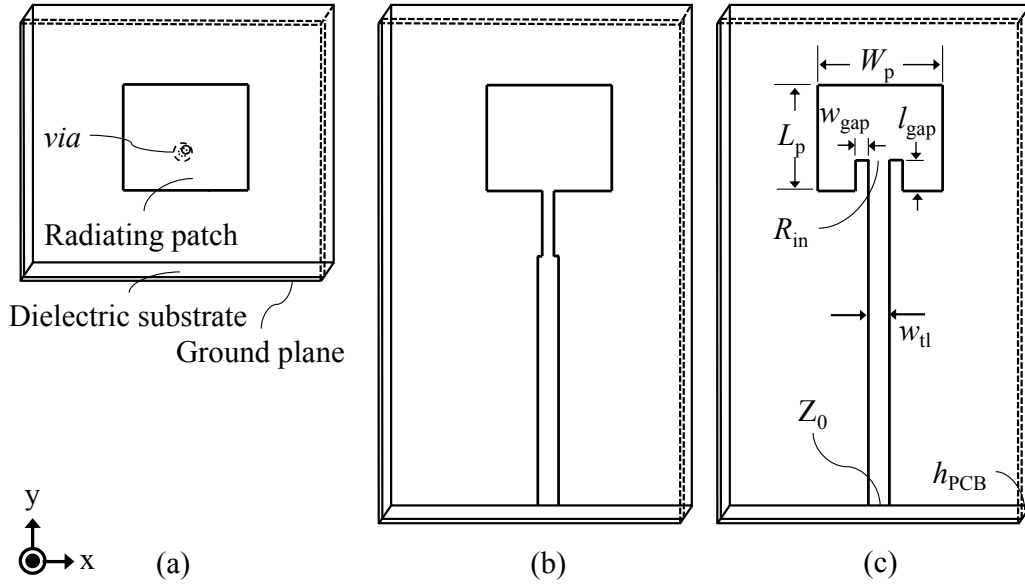 via
Radiating patch
Dielectric substrate
Ground plane
y
x
(a)
(b)
Wp
wgap
lgap
Lp
Rin
wtl
Z0
hPCB
(c)